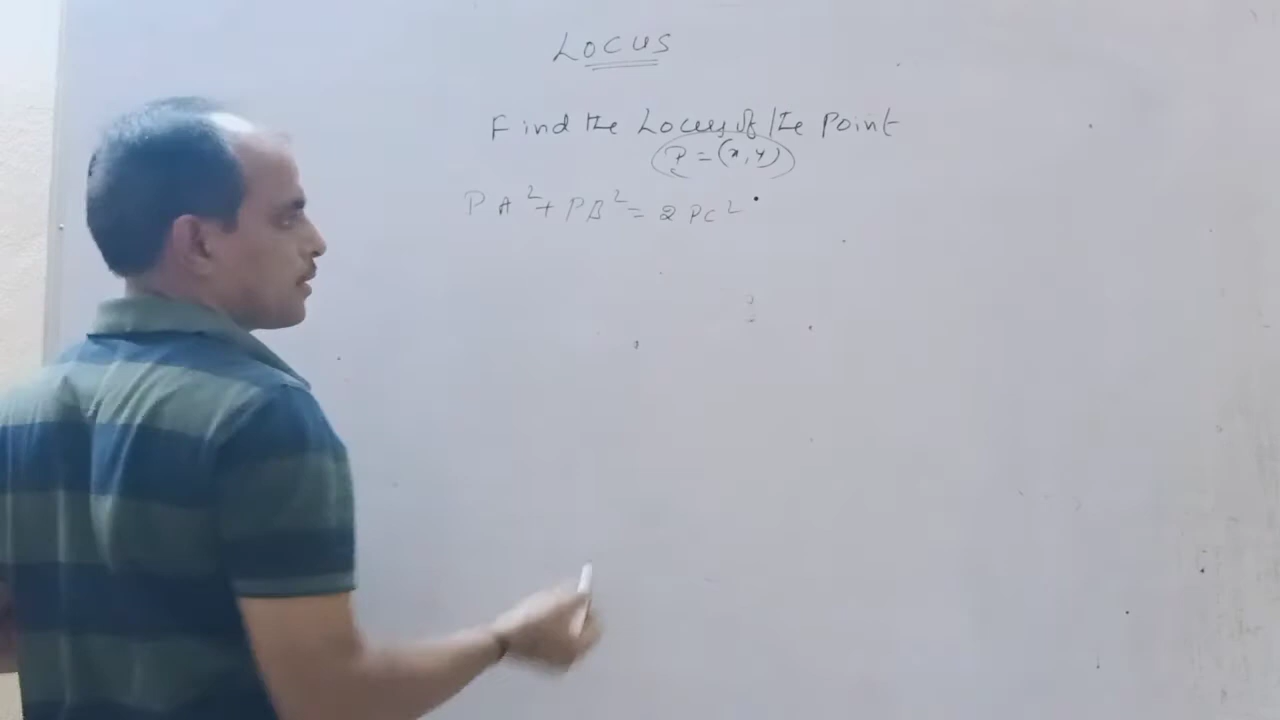 Locus
Find the Locus of the Point
P = (x, y)
PA² + PB² = 2 PC²